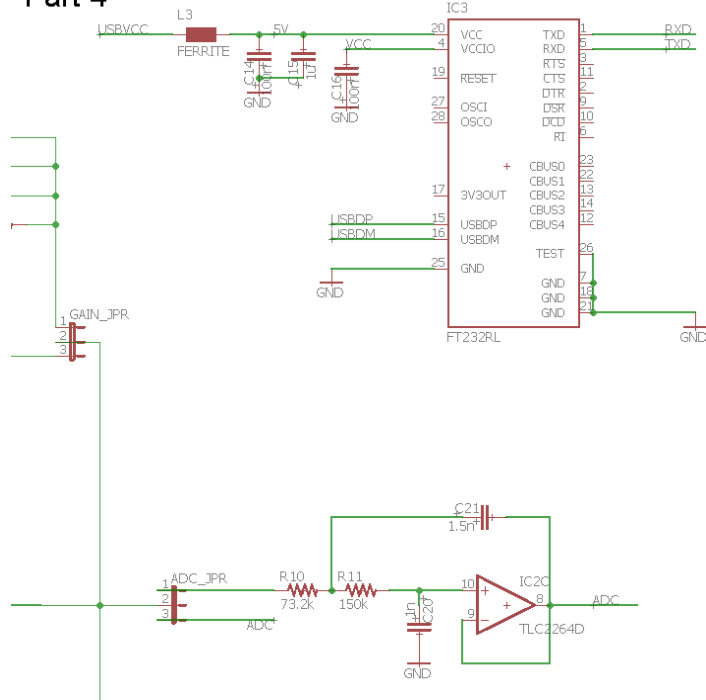 Part 4
USBVCC
L3
FERRITE
5V
C14
100n
C15
1u
VCC
C16
100n
GND
GND
IC3
20 VCC TXD 1 RXD
4 VCCIO RXD 5 TXD
RTS 3
19 RESET CTS 11
DTR 2
27 OSCI DSR 9
28 OSCO DCD 10
RI 6
CBUS0 23
CBUS1 22
17 3V3OUT CBUS2 13
CBUS3 14
USBDP 15 USBDP CBUS4 12
USBDM 16 USBDM
TEST 26
25 GND
GND 7
GND 18
GND 21
GND
GND
FT232RL
GAIN_JPR
1
2
3
ADC_JPR
1
2
3
ADC
R10
73.2k
R11
150k
C21
1.5n
1n
C20
GND
10
9
8
IC2C
TLC2264D
ADC